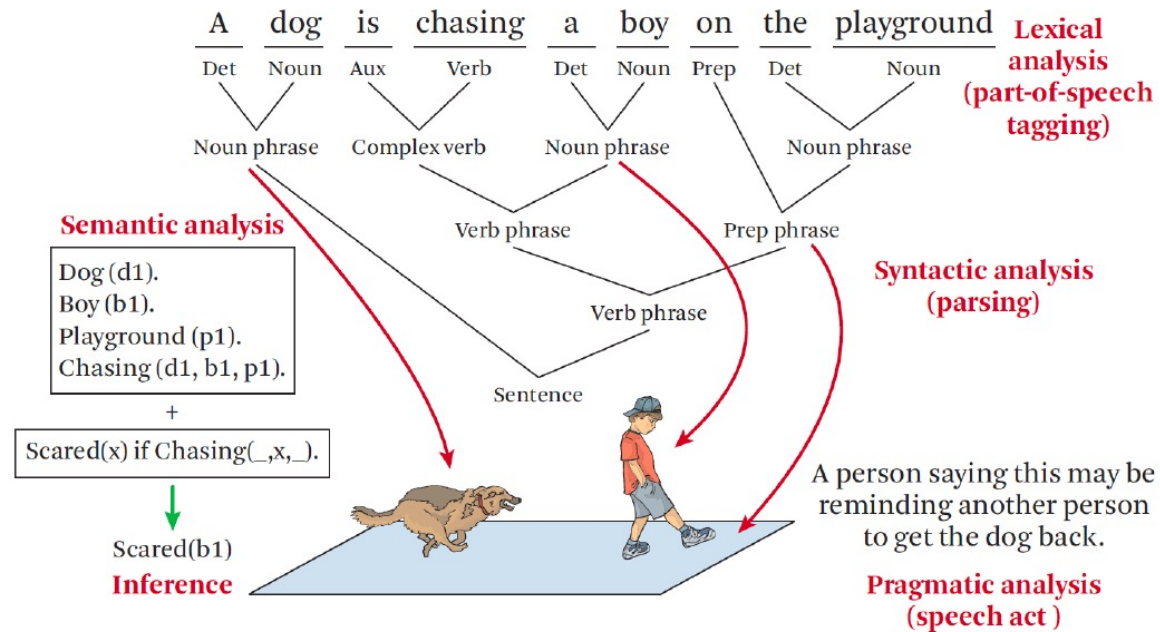 A dog is chasing a boy on the playground
Det Noun Aux Verb Det Noun Prep Det Noun
Lexical
analysis
(part-of-speech
tagging)
Noun phrase Complex verb Noun phrase Noun phrase
Verb phrase Prep phrase
Verb phrase
Sentence
Syntactic analysis
(parsing)
Semantic analysis
Dog (d1).
Boy (b1).
Playground (p1).
Chasing (d1, b1, p1).
+
Scared(x) if Chasing(_,x,_).
Scared(b1)
Inference
A person saying this may be
reminding another person
to get the dog back.
Pragmatic analysis
(speech act )